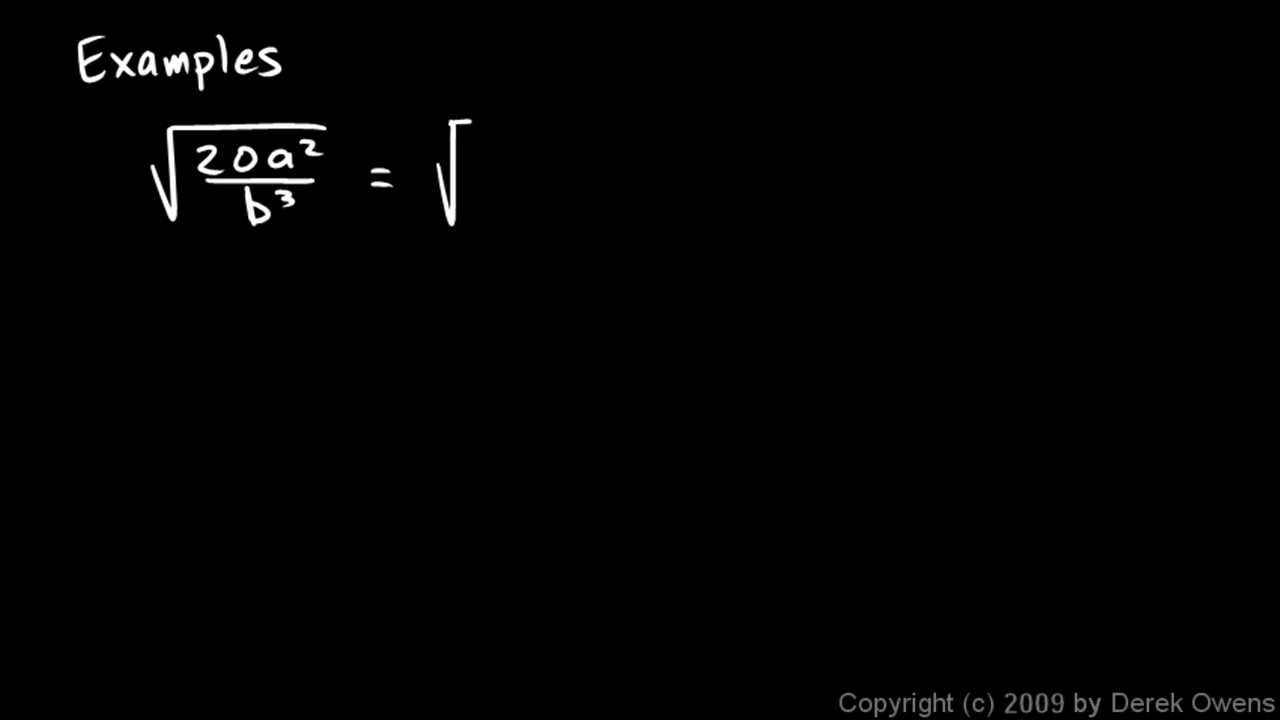 Examples
√(20a²/b³) = √
Copyright (c) 2009 by Derek Owens